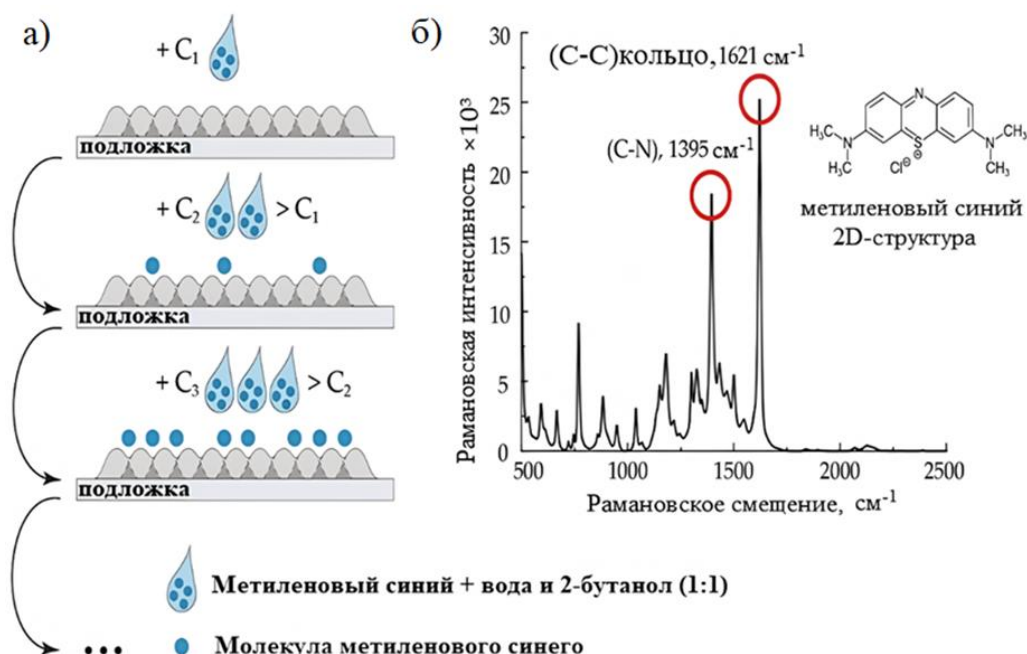 а)
+ C₁
подложка
+ C₂ > C₁
подложка
+ C₃ > C₂
подложка
Метиленовый синий + вода и 2-бутанол (1:1)
• • •
Молекула метиленового синего
б)
Рамановская интенсивность ×10³
30
25
20
15
10
5
0
500
1000
1500
2000
2500
Рамановское смещение, см⁻¹
(С-С)кольцо, 1621 см⁻¹
(C-N), 1395 см⁻¹
N
H₃C
N
CH₃
S
⊖
N
CH₃
Cl⊖
CH₃
метиленовый синий
2D-структура